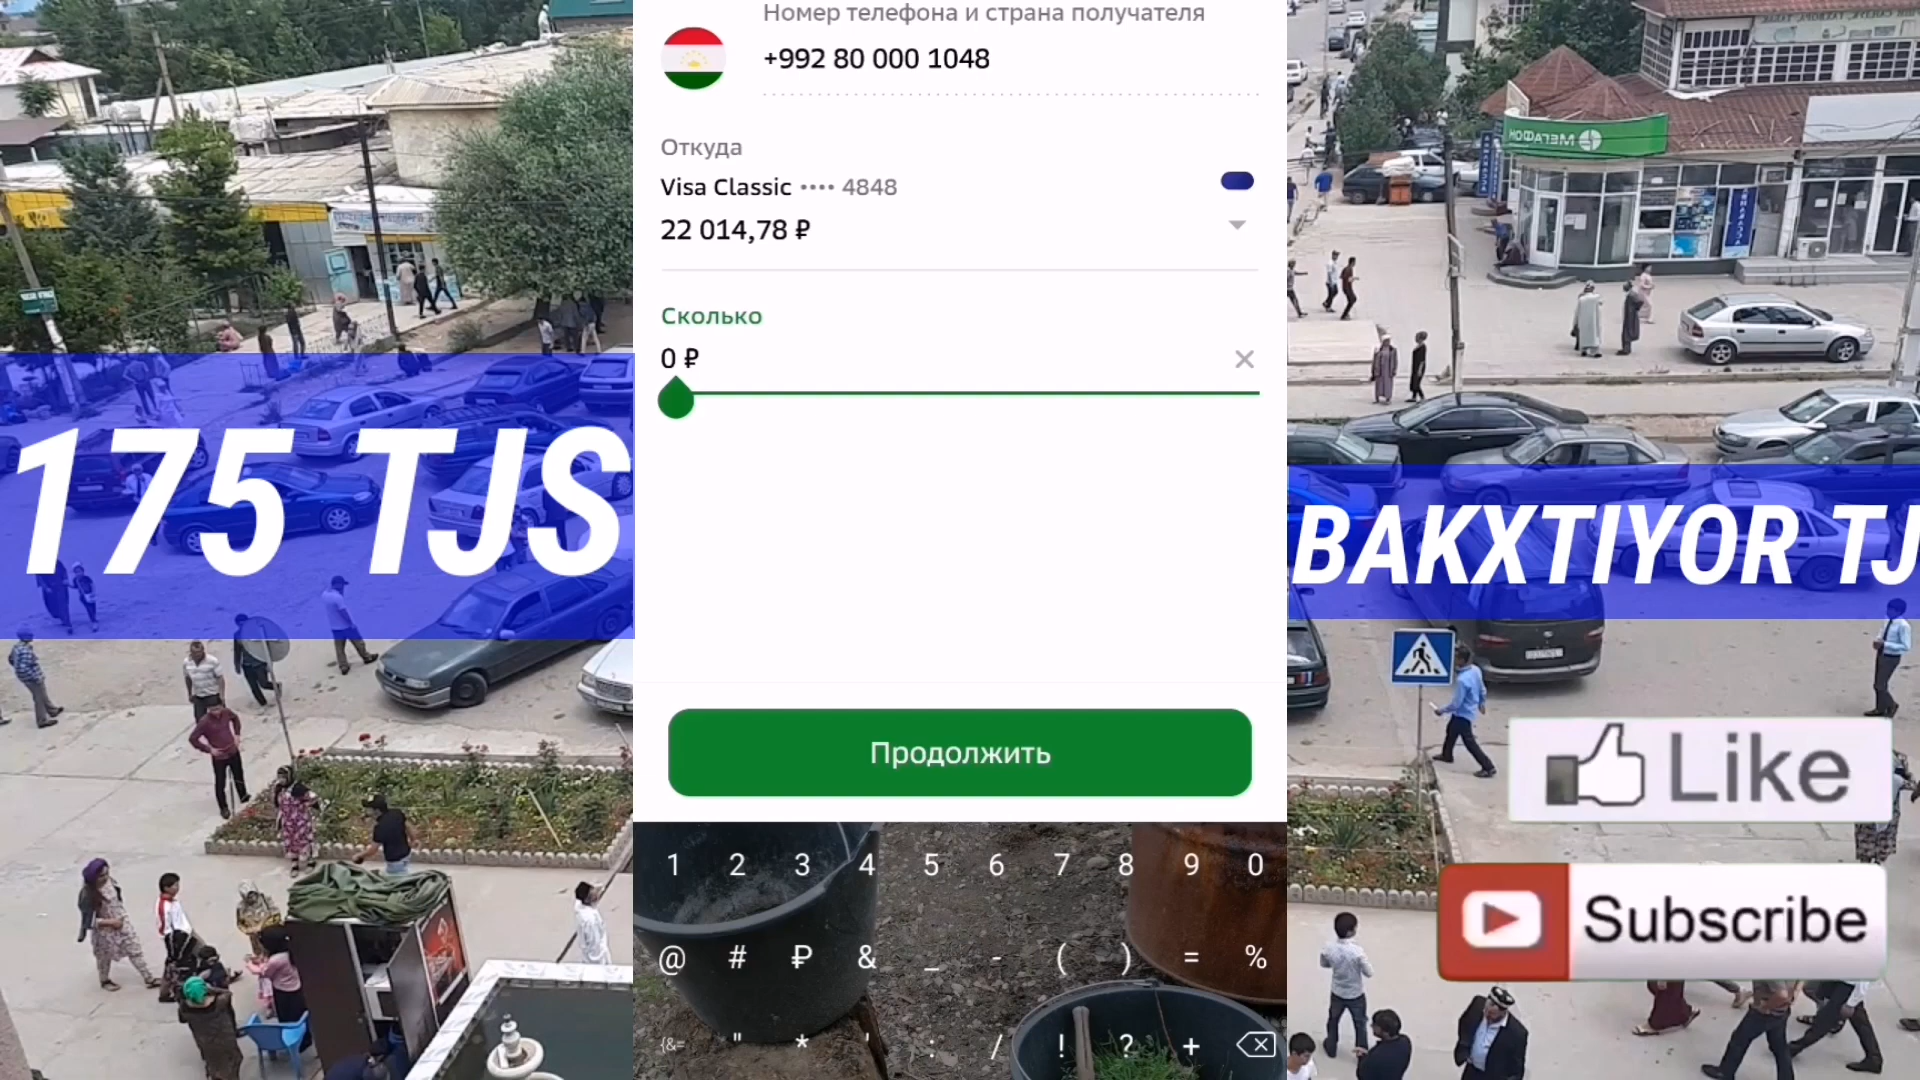 Номер телефона и страна получателя
+992 80 000 1048
Откуда
Visa Classic •••• 4848
22 014,78 ₽
Сколько
0 ₽
Продолжить
1 2 3 4 5 6 7 8 9 0
@ # ₽ & _ - ( ) = %
{&= " * ' : / ! ? +
175 TJS
МЕГАФОН
BAKXTIYOR TJ
Like
Subscribe